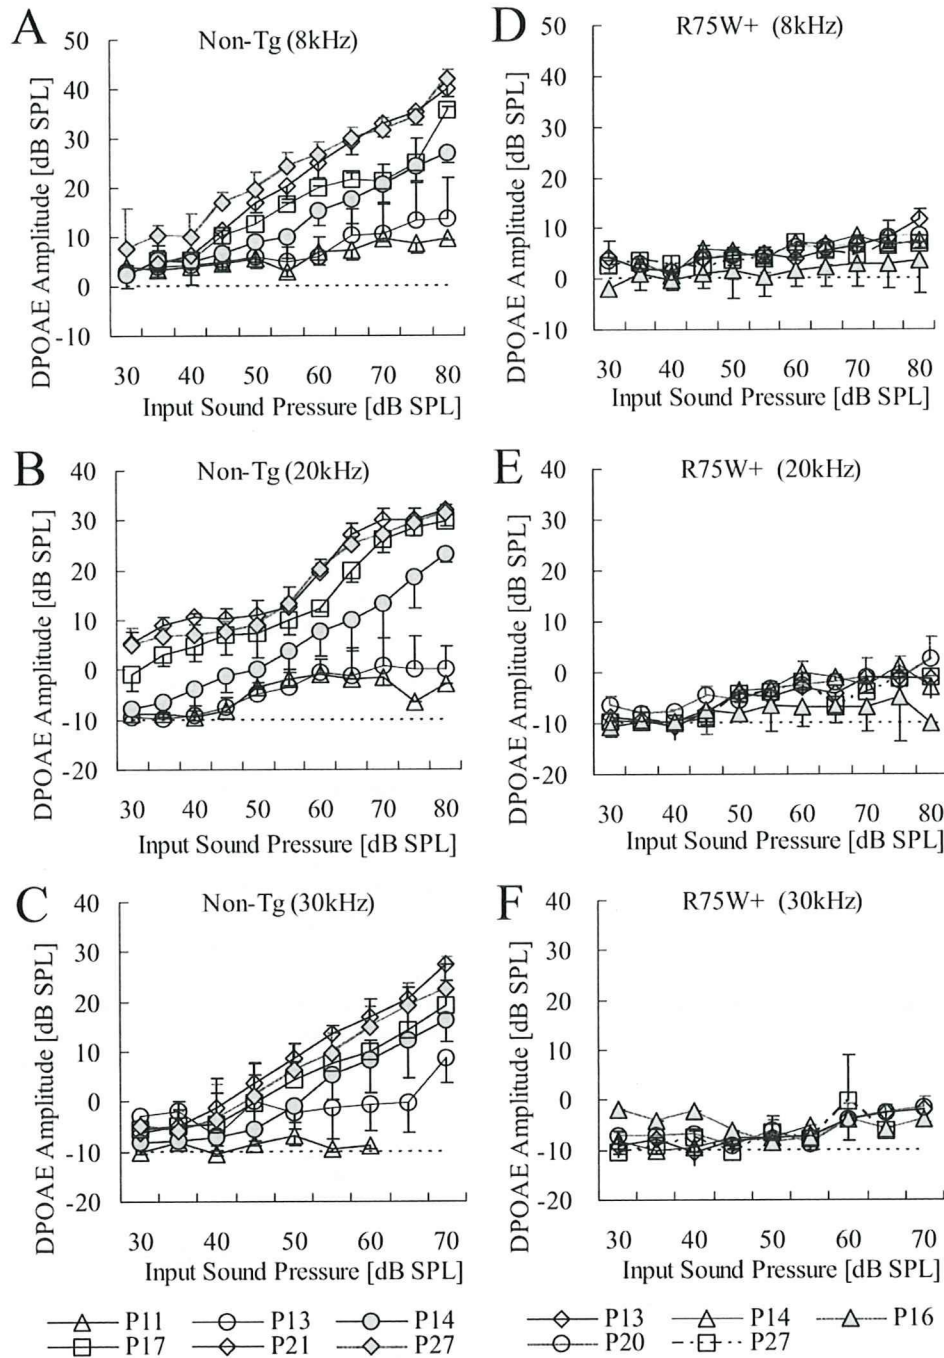 A
Non-Tg (8kHz)
DPOAE Amplitude [dB SPL]
50
40
30
20
10
0
-10
30 40 50 60 70 80
Input Sound Pressure [dB SPL]
D
R75W+ (8kHz)
DPOAE Amplitude [dB SPL]
50
40
30
20
10
0
-10
30 40 50 60 70 80
Input Sound Pressure [dB SPL]
B
Non-Tg (20kHz)
DPOAE Amplitude [dB SPL]
40
30
20
10
0
-10
-20
30 40 50 60 70 80
Input Sound Pressure [dB SPL]
E
R75W+ (20kHz)
DPOAE Amplitude [dB SPL]
40
30
20
10
0
-10
-20
30 40 50 60 70 80
Input Sound Pressure [dB SPL]
C
Non-Tg (30kHz)
DPOAE Amplitude [dB SPL]
40
30
20
10
0
-10
-20
30 40 50 60 70
Input Sound Pressure [dB SPL]
F
R75W+ (30kHz)
DPOAE Amplitude [dB SPL]
40
30
20
10
0
-10
-20
30 40 50 60 70
Input Sound Pressure [dB SPL]
P11 P13 P14
P17 P21 P27
P13 P14 P16
P20 P27